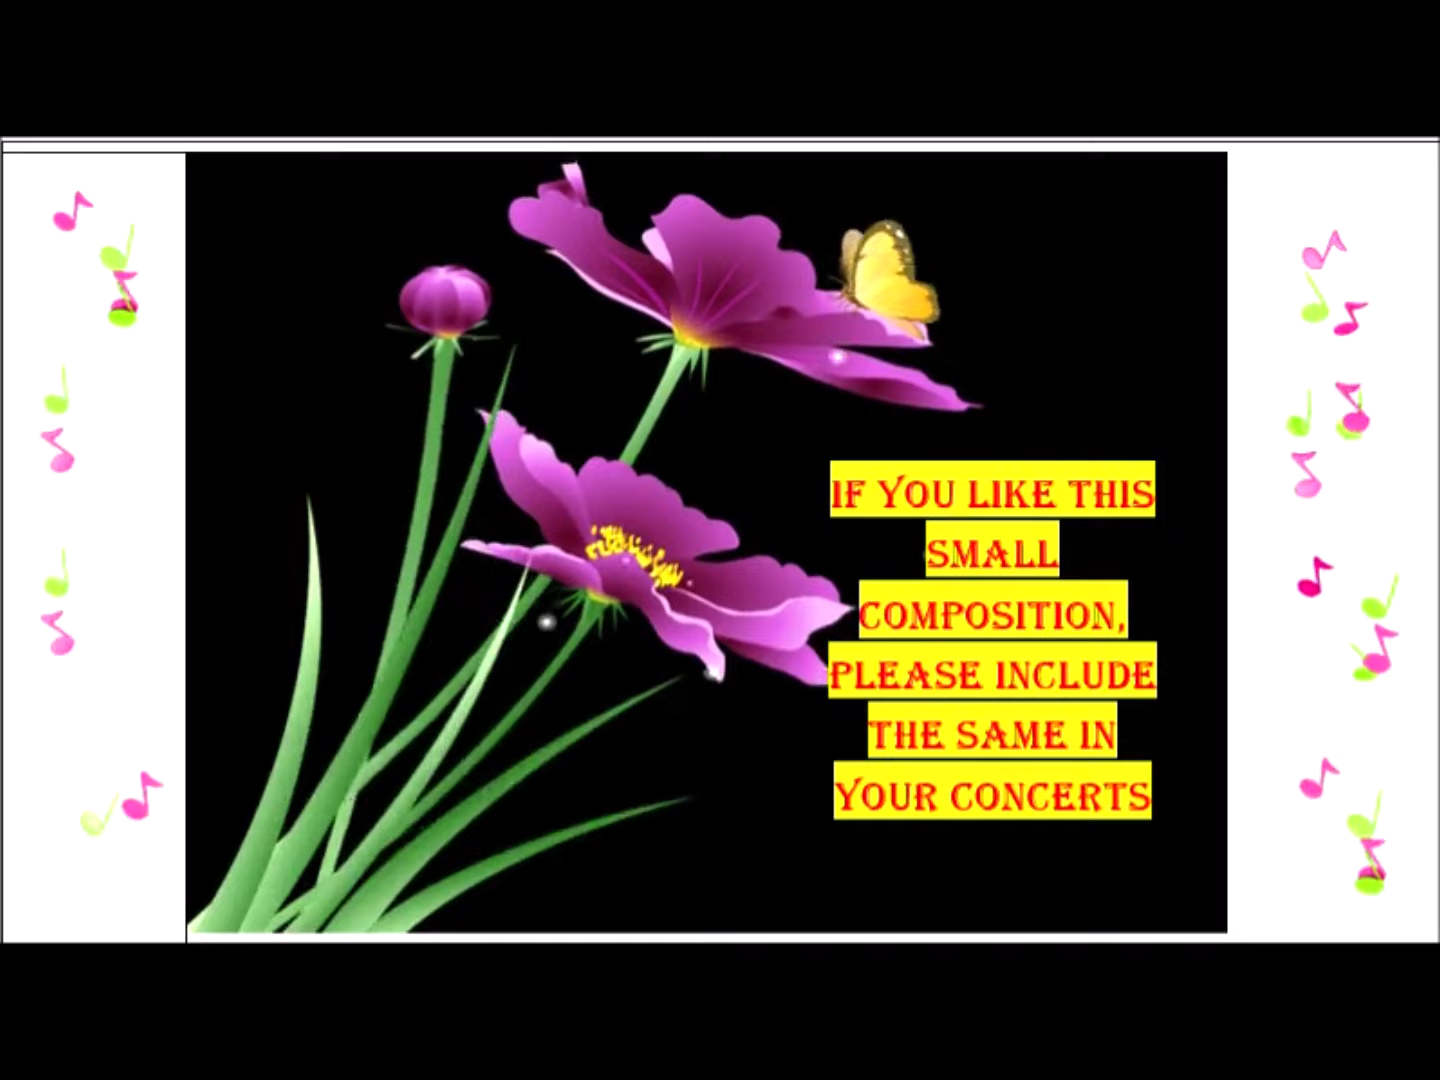 IF YOU LIKE THIS
SMALL
COMPOSITION,
PLEASE INCLUDE
THE SAME IN
YOUR CONCERTS